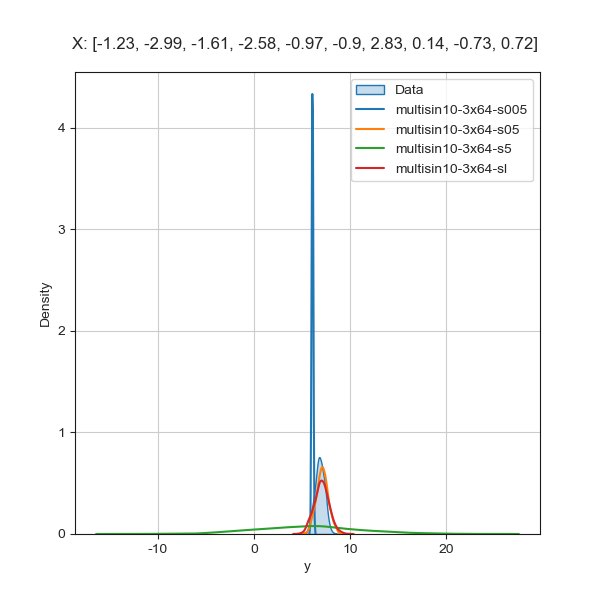 X: [-1.23, -2.99, -1.61, -2.58, -0.97, -0.9, 2.83, 0.14, -0.73, 0.72]
Data
multisin10-3x64-s005
multisin10-3x64-s05
multisin10-3x64-s5
multisin10-3x64-sl
4
3
2
1
0
Density
-10
0
10
20
y